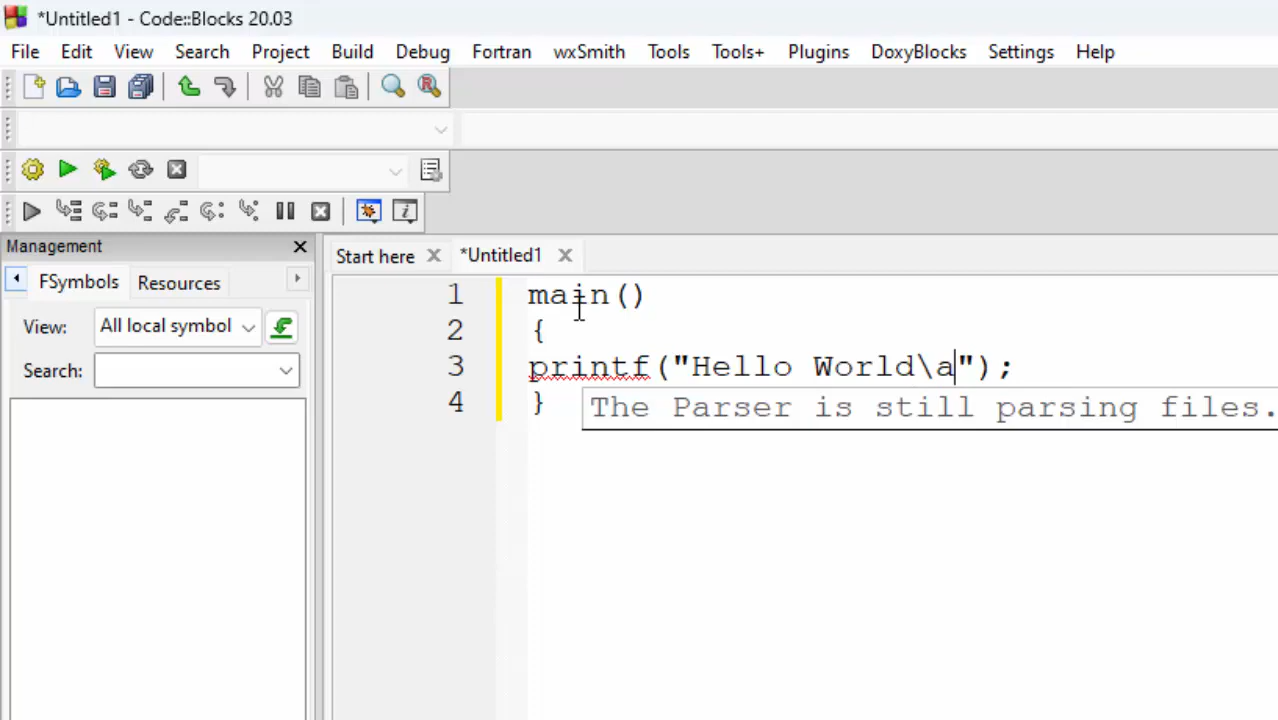 *Untitled1 - Code::Blocks 20.03
File Edit View Search Project Build Debug Fortran wxSmith Tools Tools+ Plugins DoxyBlocks Settings Help
Management
Start here *Untitled1
FSymbols Resources
View: All local symbol
Search:
1 main()
2 {
3 printf("Hello World\a");
4 }
The Parser is still parsing files.